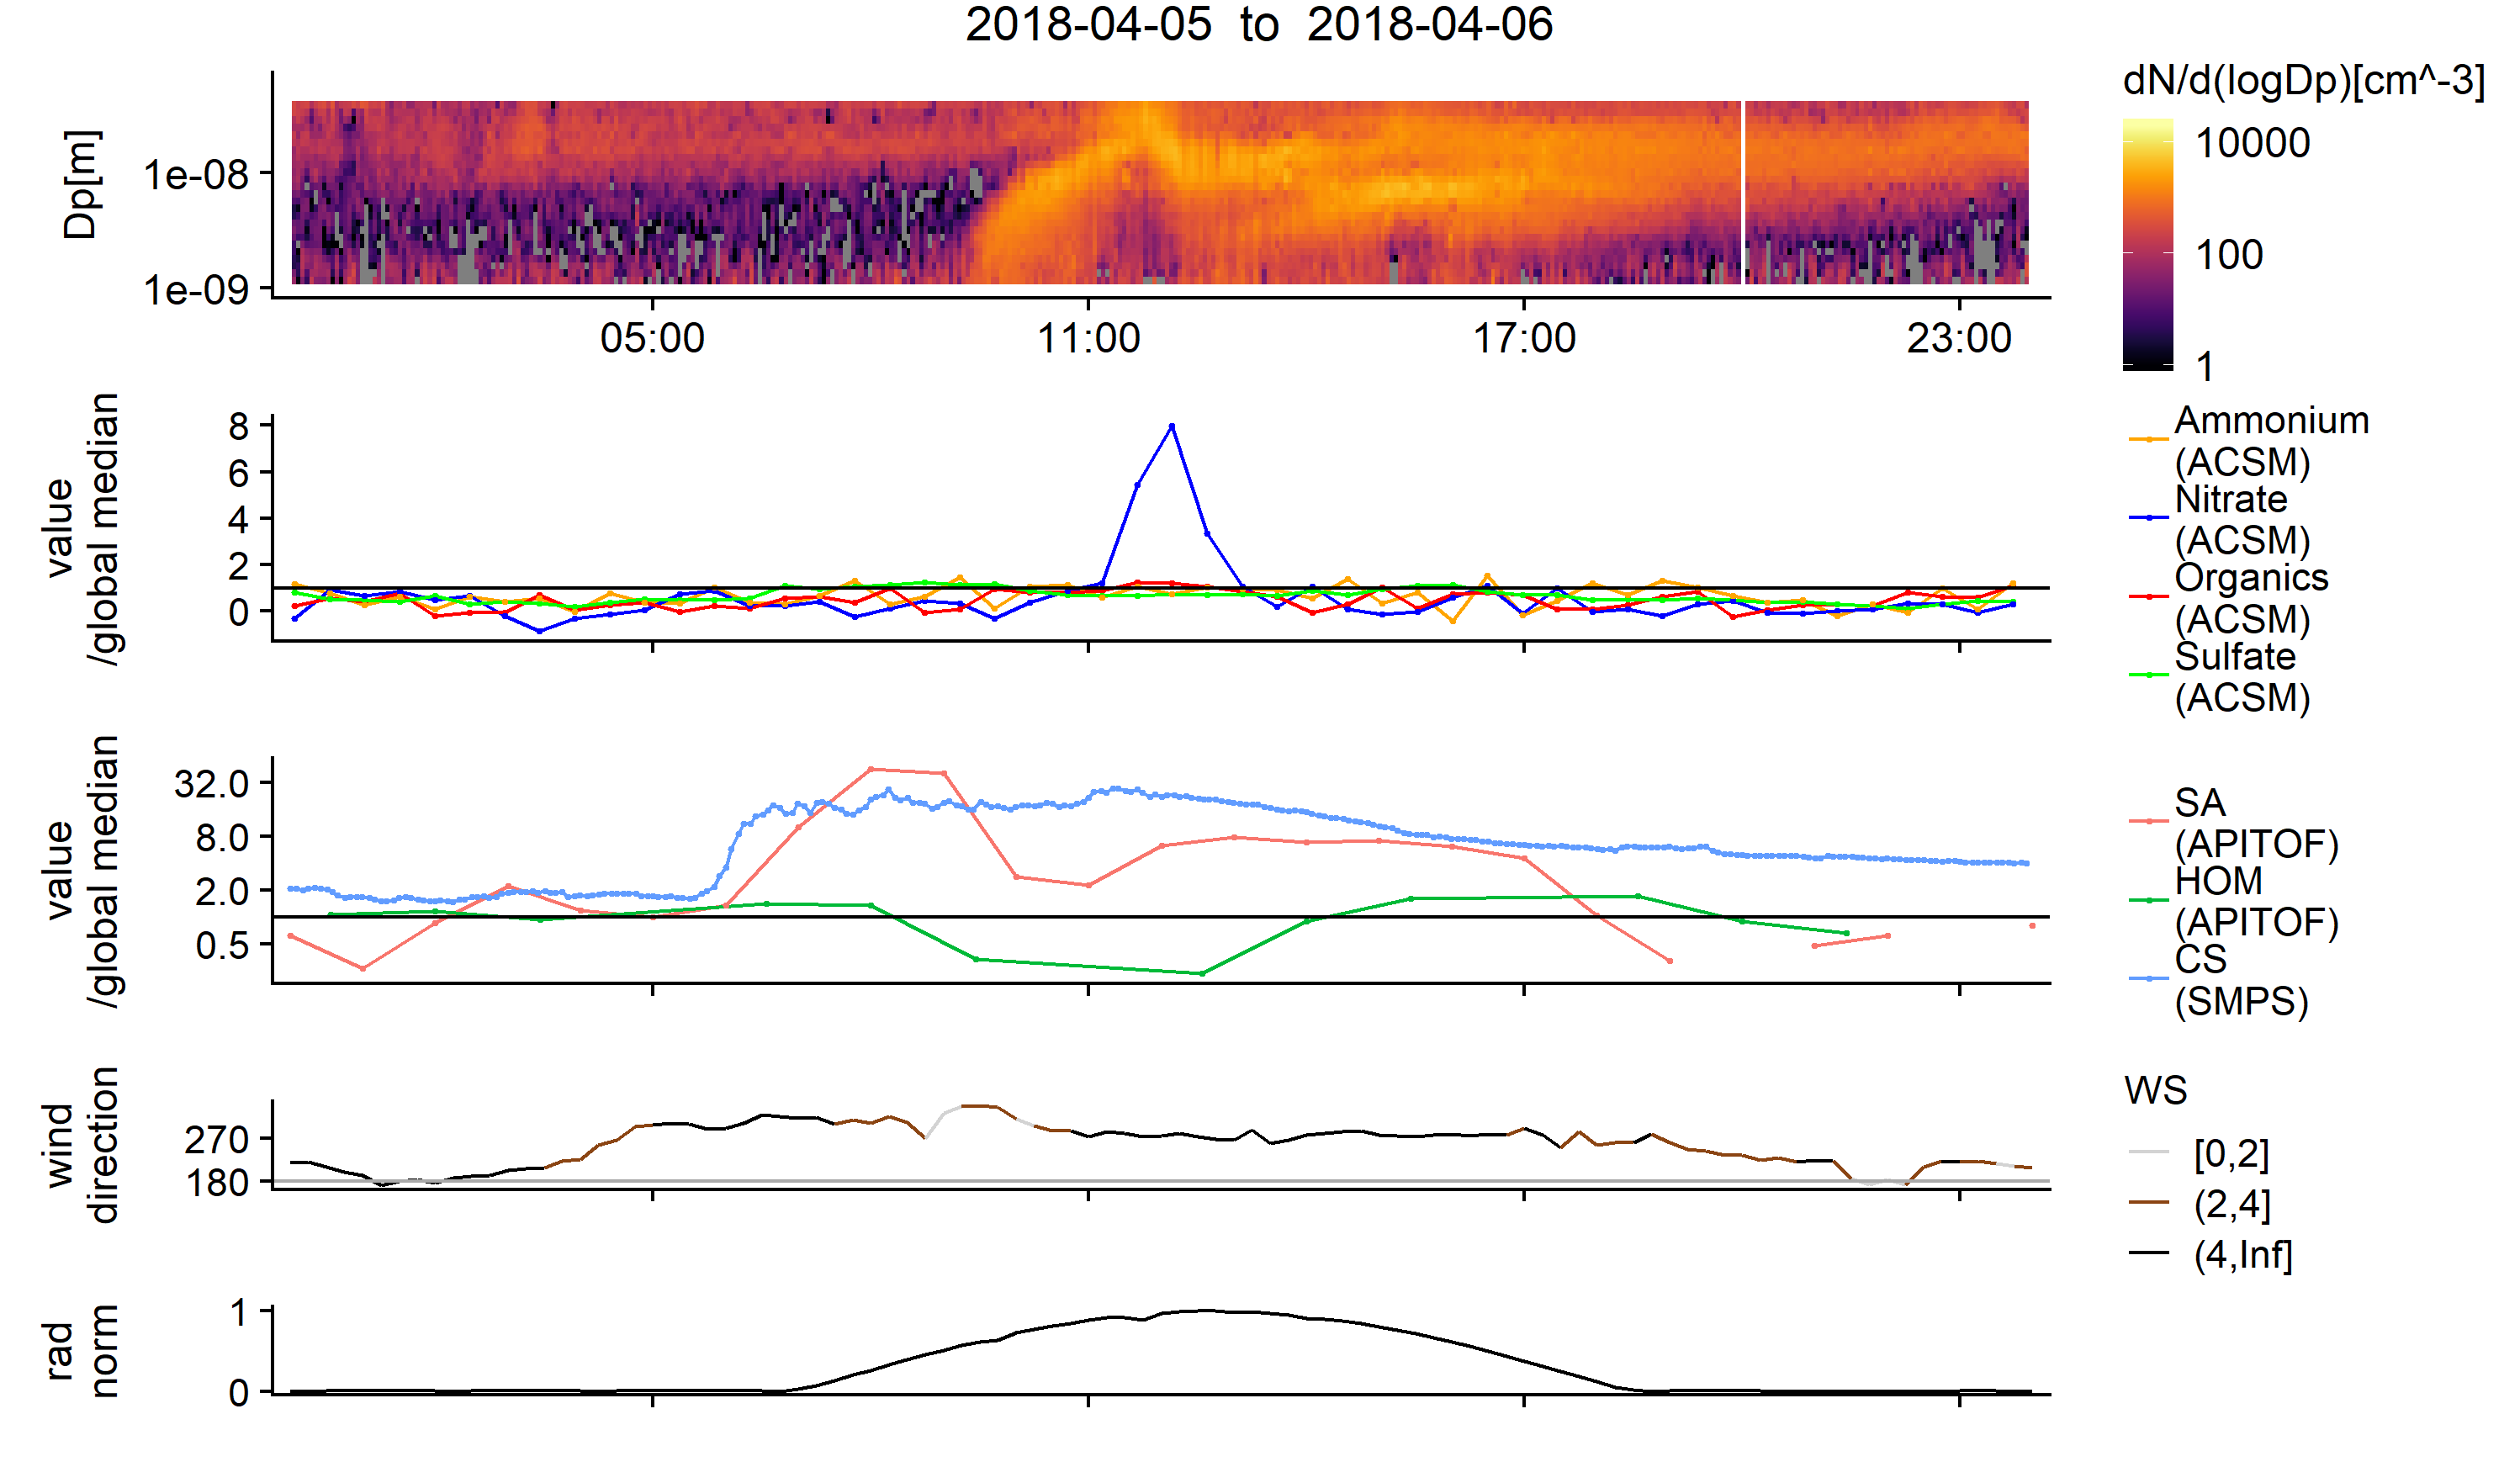 2018-04-05 to 2018-04-06
Dp[m]
1e-08
1e-09
05:00
11:00
17:00
23:00
dN/d(logDp)[cm^-3]
10000
100
1
value
/global median
8
6
4
2
0
Ammonium
(ACSM)
Nitrate
(ACSM)
Organics
(ACSM)
Sulfate
(ACSM)
value
/global median
32.0
8.0
2.0
0.5
SA
(APITOF)
HOM
(APITOF)
CS
(SMPS)
wind
direction
270
180
WS
[0,2]
(2,4]
(4,Inf]
rad
norm
1
0